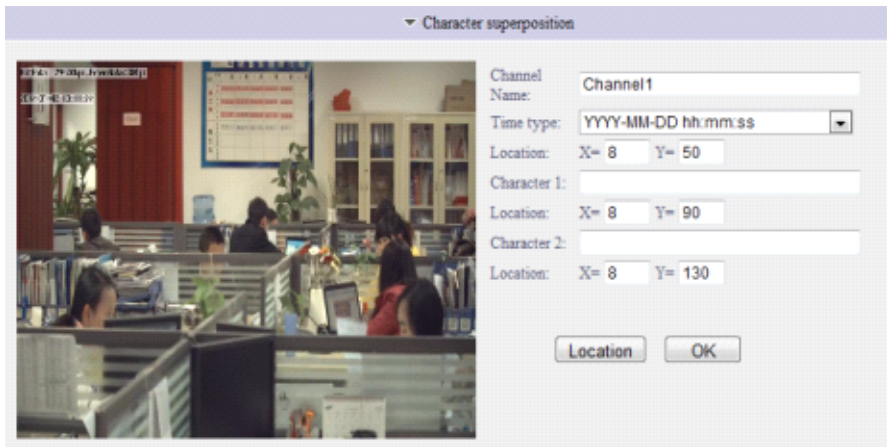 Character superposition
Channel Name: Channel1
Time type: YYYY-MM-DD hh:mm:ss
Location: X= 8 Y= 50
Character 1:
Location: X= 8 Y= 90
Character 2:
Location: X= 8 Y= 130
Location OK